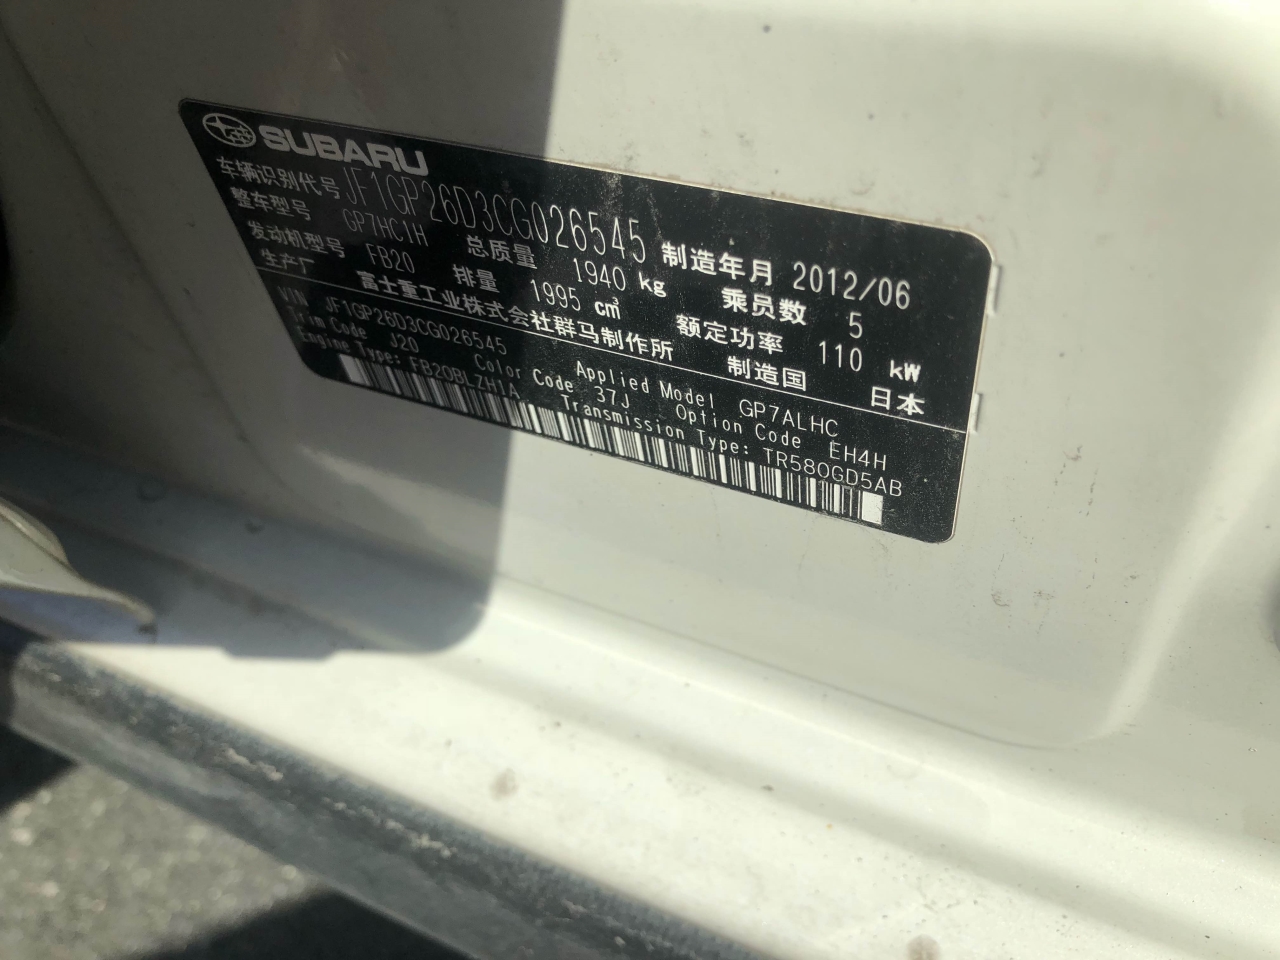 SUBARU
车辆识别代号 JF1GP26D3CG026545 制造年月 2012/06
整车型号 GP7HC1H 总质量 1940 kg 乘员数 5
发动机型号 FB20 排量 1995 cm³ 额定功率 110 kW
生产厂 富士重工业株式会社群马制作所 制造国 日本
VIN JF1GP26D3CG026545 Applied Model GP7ALHC
Trim Code J20 Color Code 37J Option Code EH4H
Engine Type: FB20BLZH1A Transmission Type: TR580GD5AB